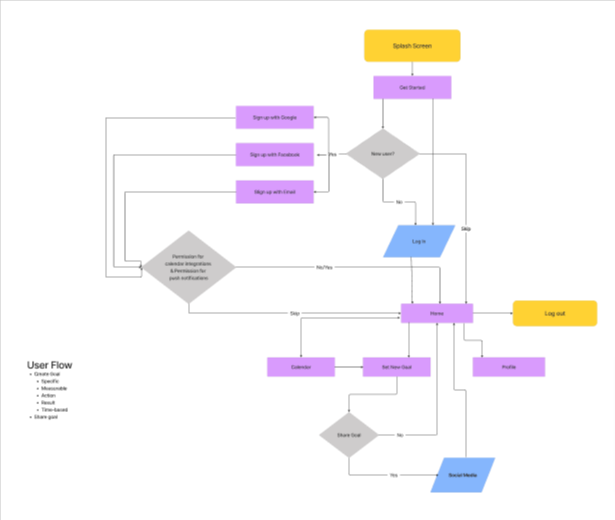 Splash Screen
Get Started
Sign up with Google
Sign up with Facebook
Sign up with Email
New user?
Yes
No
Skip
Log in
Permission for
calendar integrations
& Permission for
push notifications
No/Yes
Skip
Home
Log out
Calendar
Set New Goal
Profile
Share Goal
No
Yes
Social Media
User Flow
Create Goal
Specific
Measurable
Action
Result
Time-based
Share goal